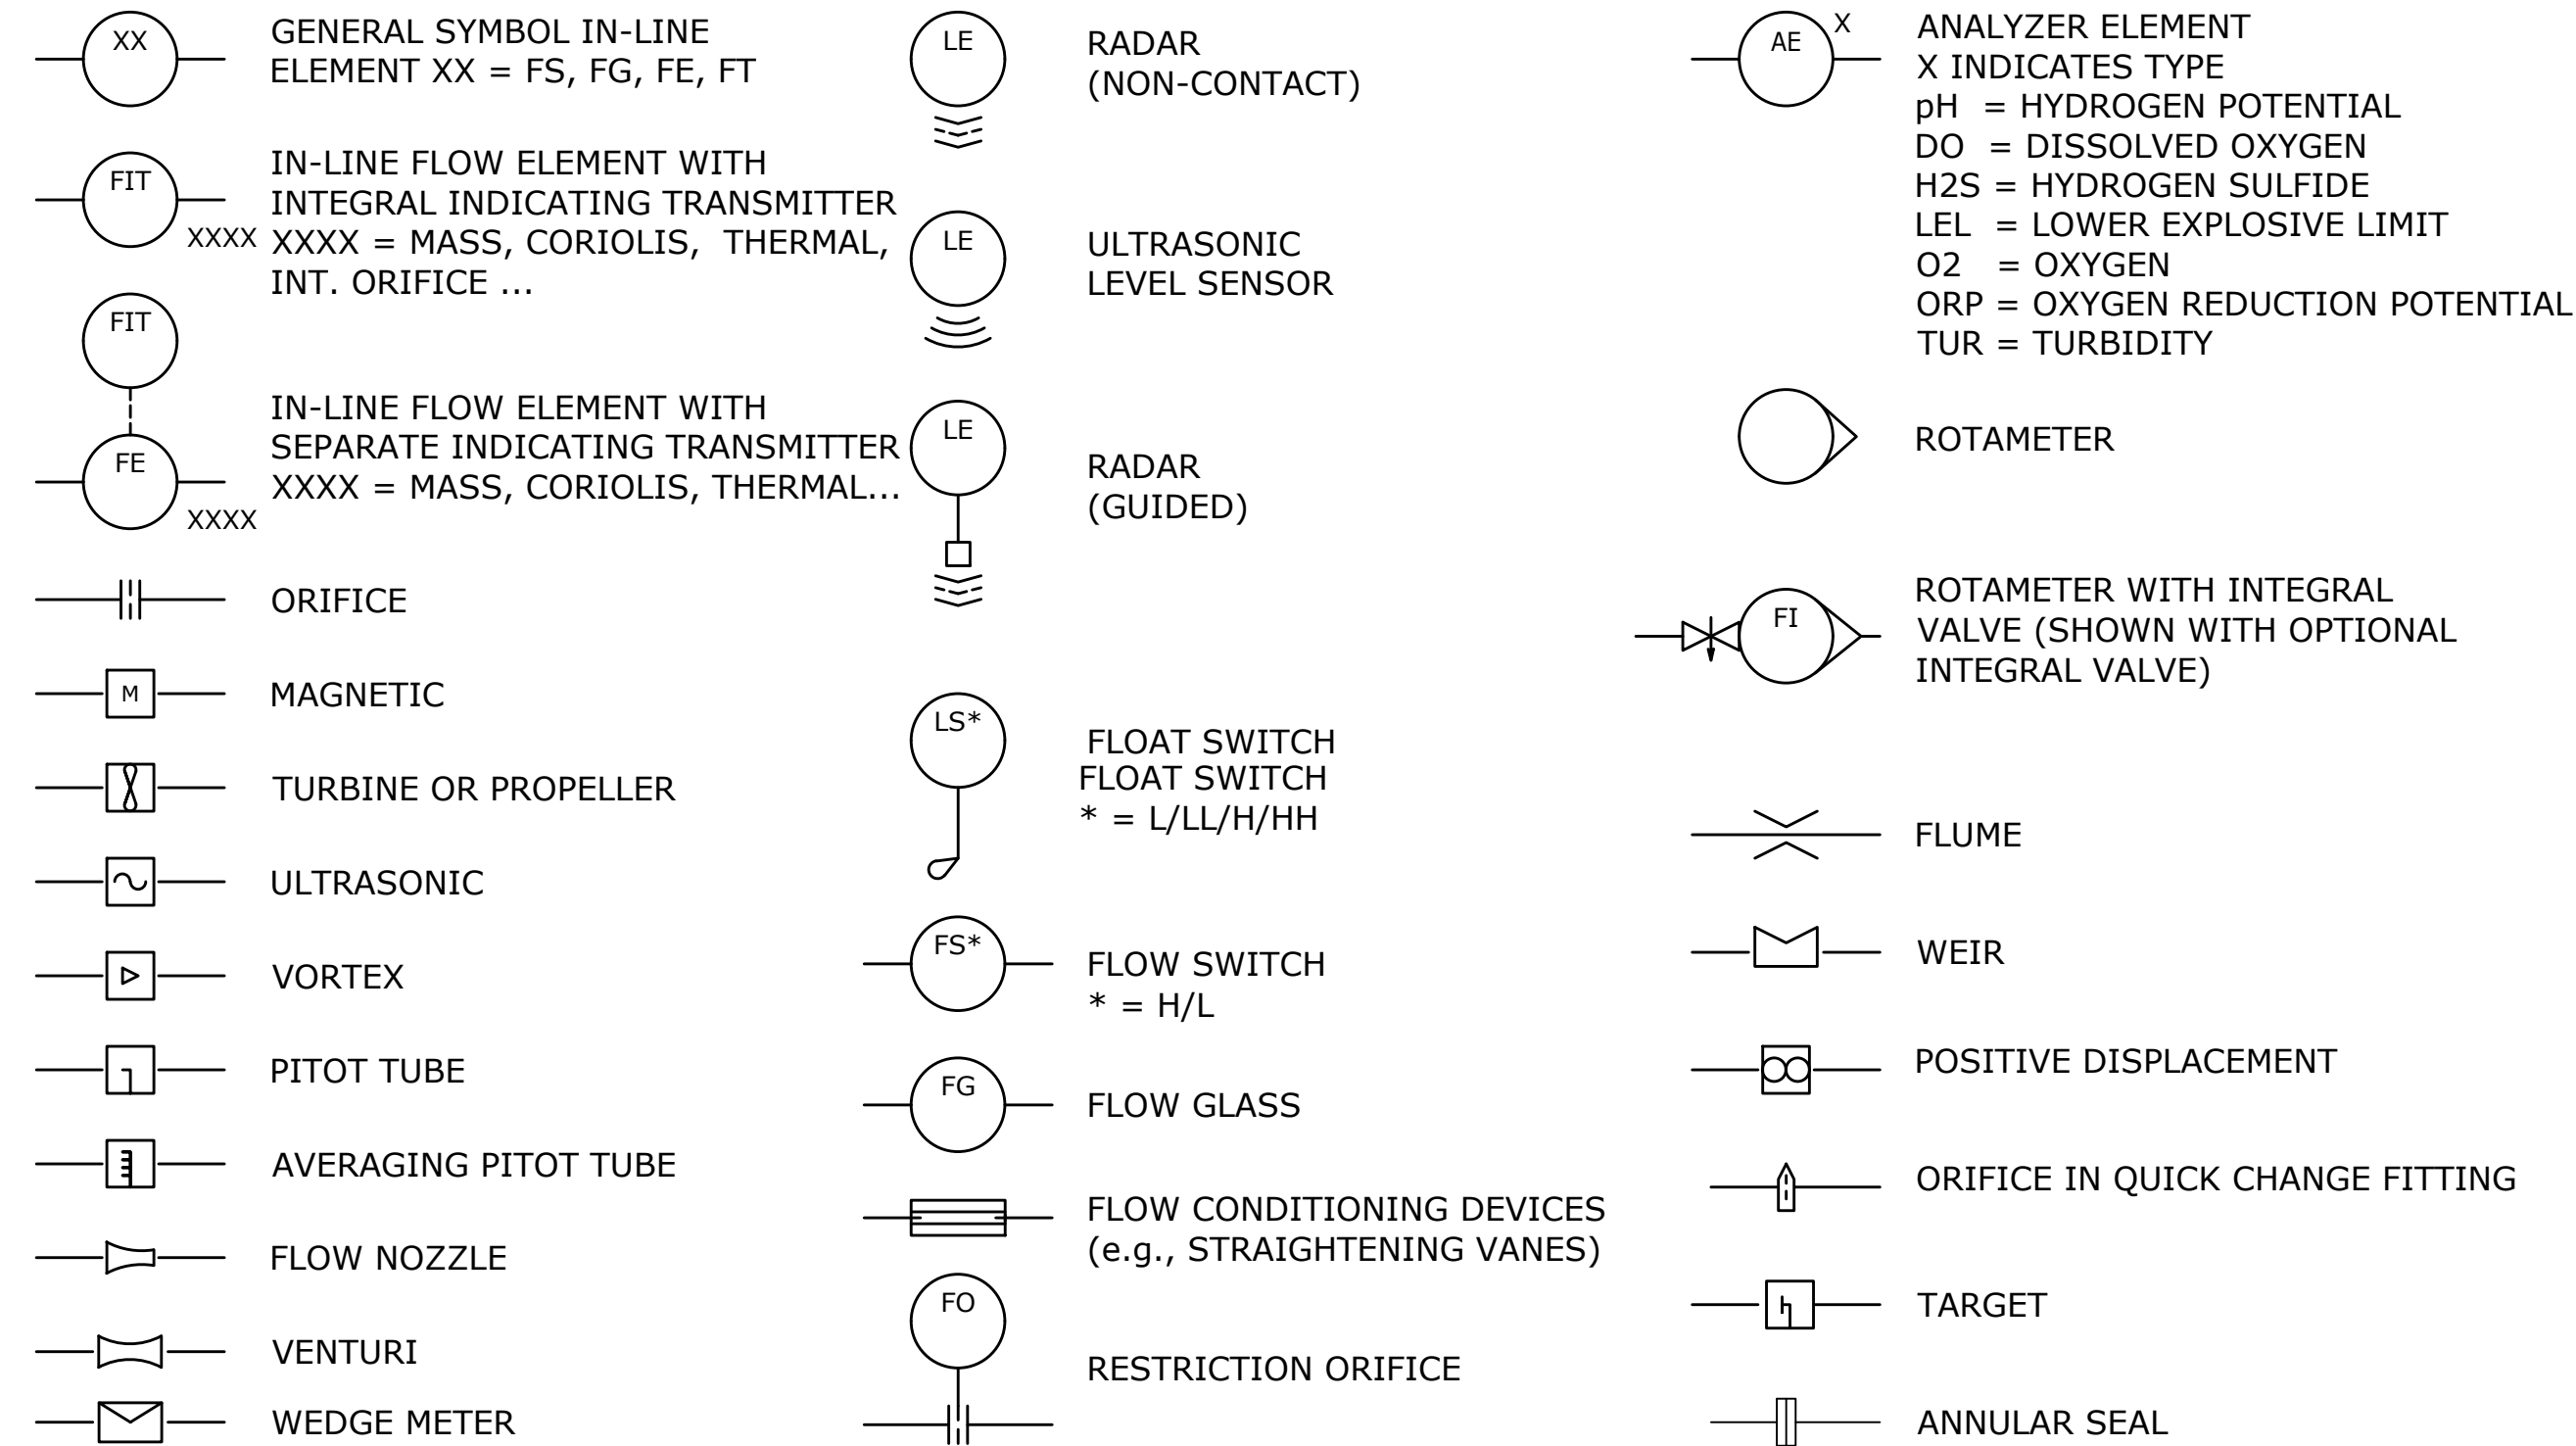 XX
GENERAL SYMBOL IN-LINE
ELEMENT XX = FS, FG, FE, FT
FIT
XXXX
IN-LINE FLOW ELEMENT WITH
INTEGRAL INDICATING TRANSMITTER
XXXX = MASS, CORIOLIS, THERMAL,
INT. ORIFICE ...
FIT
FE
XXXX
IN-LINE FLOW ELEMENT WITH
SEPARATE INDICATING TRANSMITTER
XXXX = MASS, CORIOLIS, THERMAL...
ORIFICE
M
MAGNETIC
TURBINE OR PROPELLER
ULTRASONIC
VORTEX
PITOT TUBE
AVERAGING PITOT TUBE
FLOW NOZZLE
VENTURI
WEDGE METER
LE
RADAR
(NON-CONTACT)
LE
ULTRASONIC
LEVEL SENSOR
LE
RADAR
(GUIDED)
LS*
FLOAT SWITCH
FLOAT SWITCH
* = L/LL/H/HH
FS*
FLOW SWITCH
* = H/L
FG
FLOW GLASS
FLOW CONDITIONING DEVICES
(e.g., STRAIGHTENING VANES)
FO
RESTRICTION ORIFICE
AE
X
ANALYZER ELEMENT
X INDICATES TYPE
pH = HYDROGEN POTENTIAL
DO = DISSOLVED OXYGEN
H2S = HYDROGEN SULFIDE
LEL = LOWER EXPLOSIVE LIMIT
O2 = OXYGEN
ORP = OXYGEN REDUCTION POTENTIAL
TUR = TURBIDITY
ROTAMETER
FI
ROTAMETER WITH INTEGRAL
VALVE (SHOWN WITH OPTIONAL
INTEGRAL VALVE)
FLUME
WEIR
POSITIVE DISPLACEMENT
ORIFICE IN QUICK CHANGE FITTING
TARGET
ANNULAR SEAL